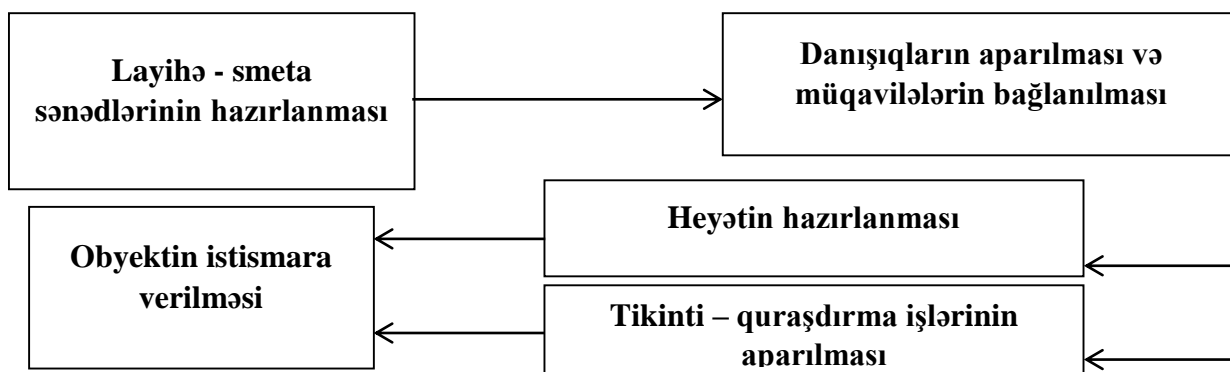 Layihə - smeta
sənədlərinin hazırlanması
Danışıqların aparılması və
müqavilələrin bağlanılması
Heyətin hazırlanması
Obyektin istismara
verilməsi
Tikinti – quraşdırma işlərinin
aparılması